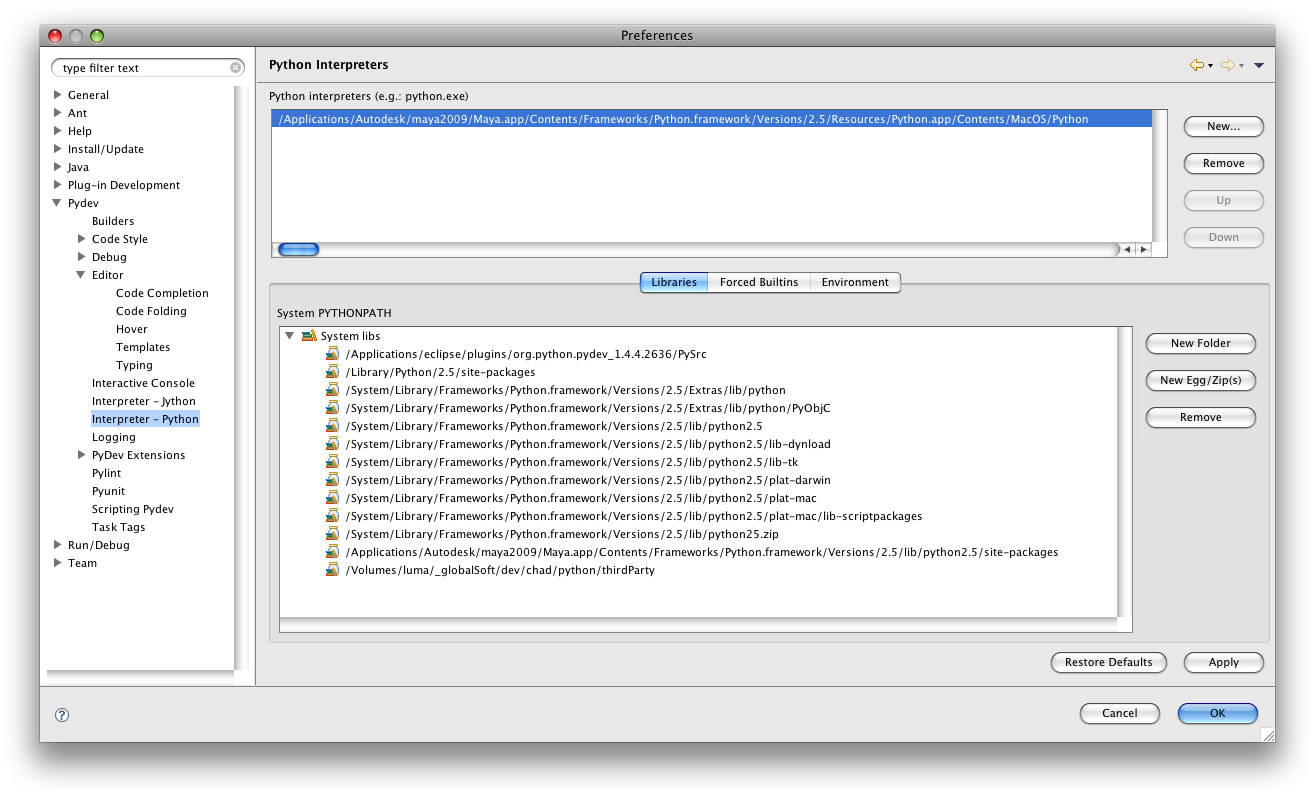 Preferences
type filter text
General
Ant
Help
Install/Update
Java
Plug-in Development
Pydev
Builders
Code Style
Debug
Editor
Code Completion
Code Folding
Hover
Templates
Typing
Interactive Console
Interpreter - Jython
Interpreter - Python
Logging
PyDev Extensions
Pylint
Pyunit
Scripting Pydev
Task Tags
Run/Debug
Team
Python Interpreters
Python interpreters (e.g.: python.exe)
/Applications/Autodesk/maya2009/Maya.app/Contents/Frameworks/Python.framework/Versions/2.5/Resources/Python.app/Contents/MacOS/Python
New...
Remove
Up
Down
Libraries
Forced Builtins
Environment
System PYTHONPATH
System libs
/Applications/eclipse/plugins/org.python.pydev_1.4.4.2636/PySrc
/Library/Python/2.5/site-packages
/System/Library/Frameworks/Python.framework/Versions/2.5/Extras/lib/python
/System/Library/Frameworks/Python.framework/Versions/2.5/Extras/lib/python/PyObjC
/System/Library/Frameworks/Python.framework/Versions/2.5/lib/python2.5
/System/Library/Frameworks/Python.framework/Versions/2.5/lib/python2.5/lib-dynload
/System/Library/Frameworks/Python.framework/Versions/2.5/lib/python2.5/lib-tk
/System/Library/Frameworks/Python.framework/Versions/2.5/lib/python2.5/plat-darwin
/System/Library/Frameworks/Python.framework/Versions/2.5/lib/python2.5/plat-mac
/System/Library/Frameworks/Python.framework/Versions/2.5/lib/python2.5/plat-mac/lib-scriptpackages
/System/Library/Frameworks/Python.framework/Versions/2.5/lib/python25.zip
/Applications/Autodesk/maya2009/Maya.app/Contents/Frameworks/Python.framework/Versions/2.5/lib/python2.5/site-packages
/Volumes/luma/_globalSoft/dev/chad/python/thirdParty
New Folder
New Egg/Zip(s)
Remove
Restore Defaults
Apply
?
Cancel
OK